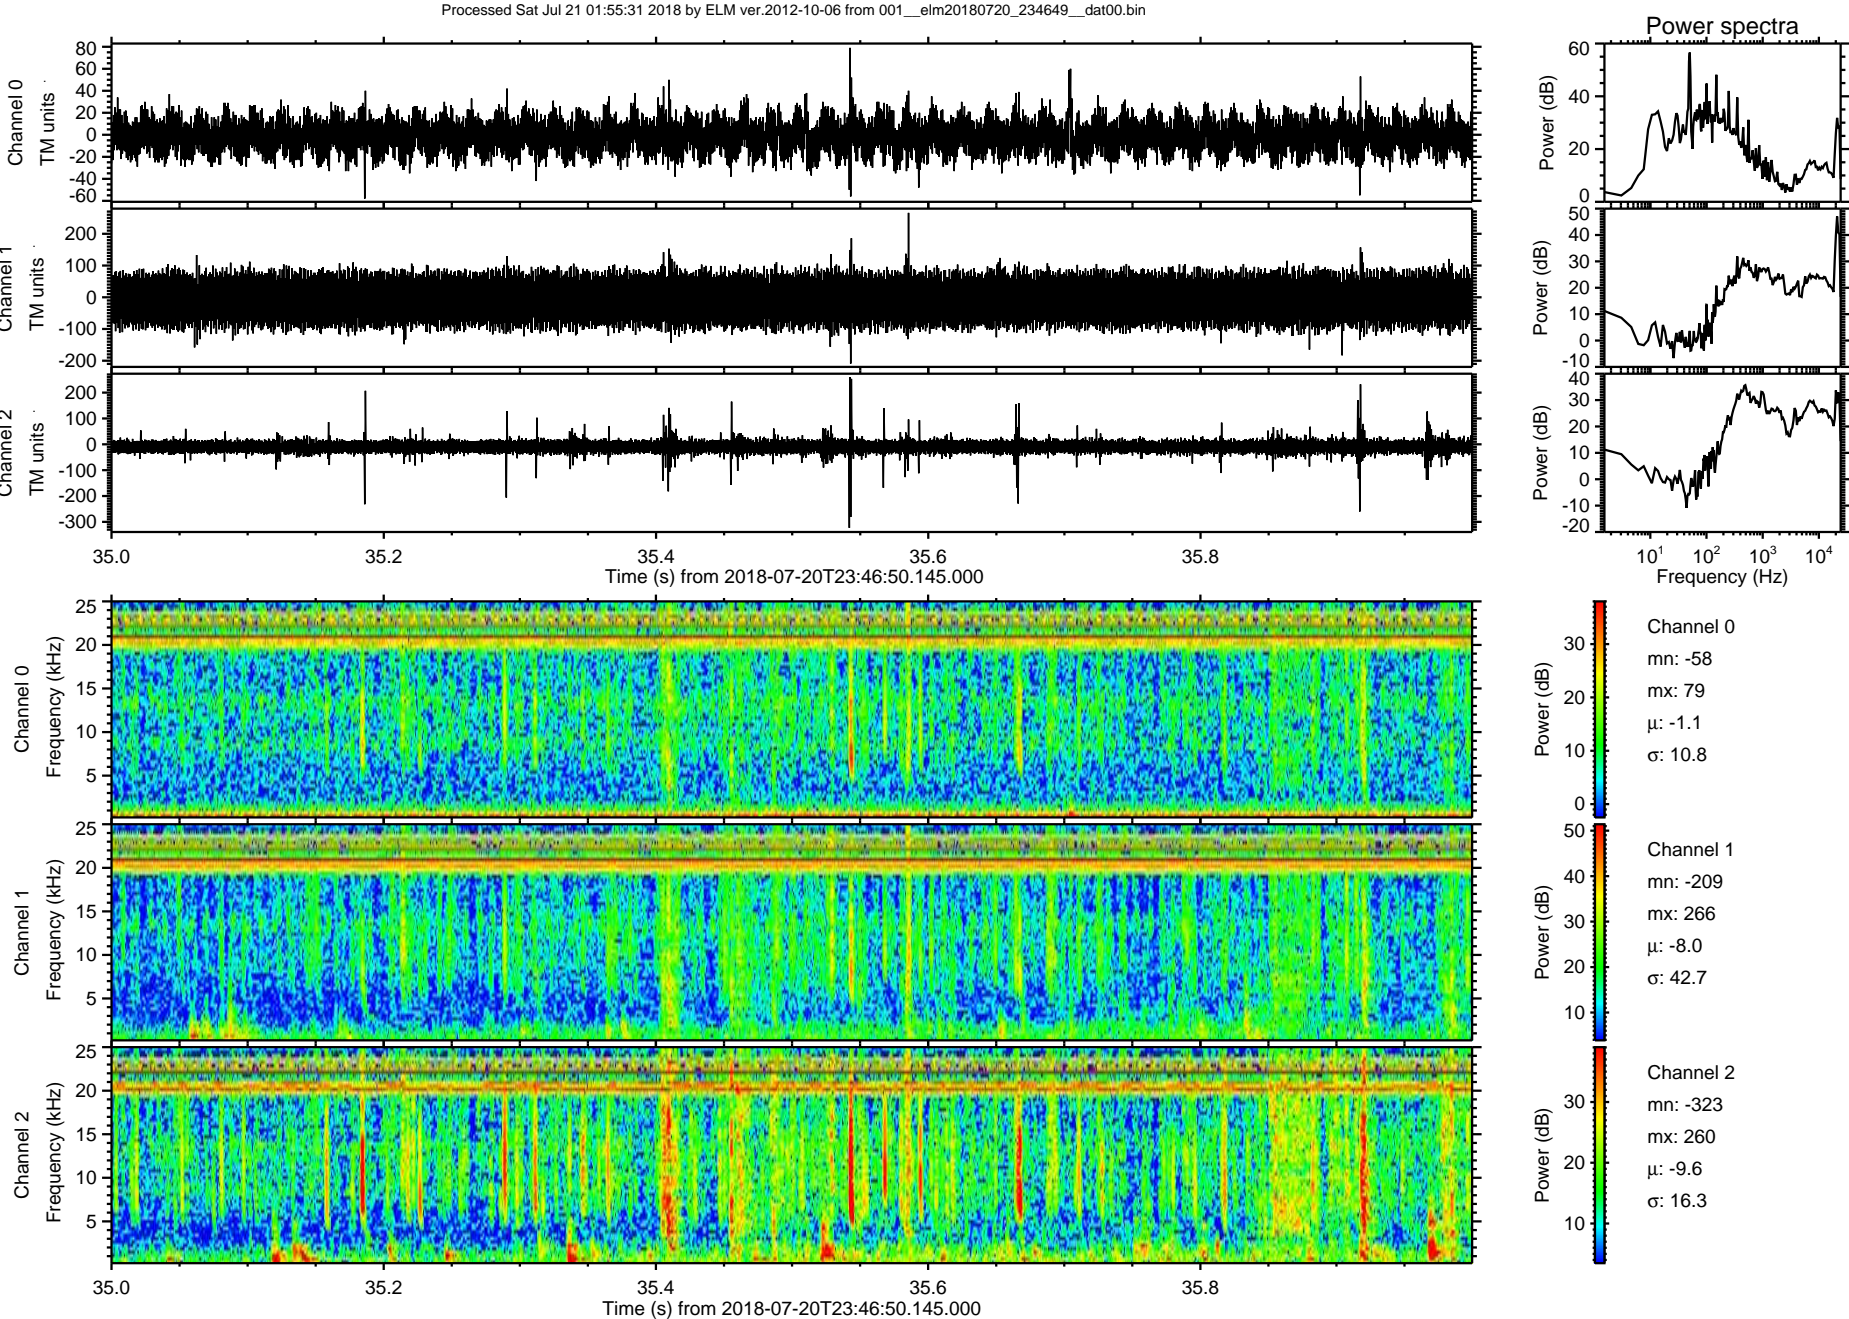 Processed Sat Jul 21 01:55:31 2018 by ELM ver.2012-10-06 from 001__elm20180720_234649__dat00.bin
Power spectra
Channel 0
TM units
80
60
40
20
0
-20
-40
-60
Power (dB)
60
40
20
0
Channel 1
TM units
200
100
0
-100
-200
Power (dB)
50
40
30
20
10
0
-10
Channel 2
TM units
200
100
0
-100
-200
-300
Power (dB)
40
30
20
10
0
-10
-20
35.0 35.2 35.4 35.6 35.8
Time (s) from 2018-07-20T23:46:50.145.000
10¹ 10² 10³ 10⁴
Frequency (Hz)
Channel 0
Frequency (kHz)
25
20
15
10
5
Power (dB)
30
20
10
0
Channel 0
mn: -58
mx: 79
μ: -1.1
σ: 10.8
Channel 1
Frequency (kHz)
25
20
15
10
5
Power (dB)
50
40
30
20
10
Channel 1
mn: -209
mx: 266
μ: -8.0
σ: 42.7
Channel 2
Frequency (kHz)
25
20
15
10
5
Power (dB)
30
20
10
Channel 2
mn: -323
mx: 260
μ: -9.6
σ: 16.3
35.0 35.2 35.4 35.6 35.8
Time (s) from 2018-07-20T23:46:50.145.000